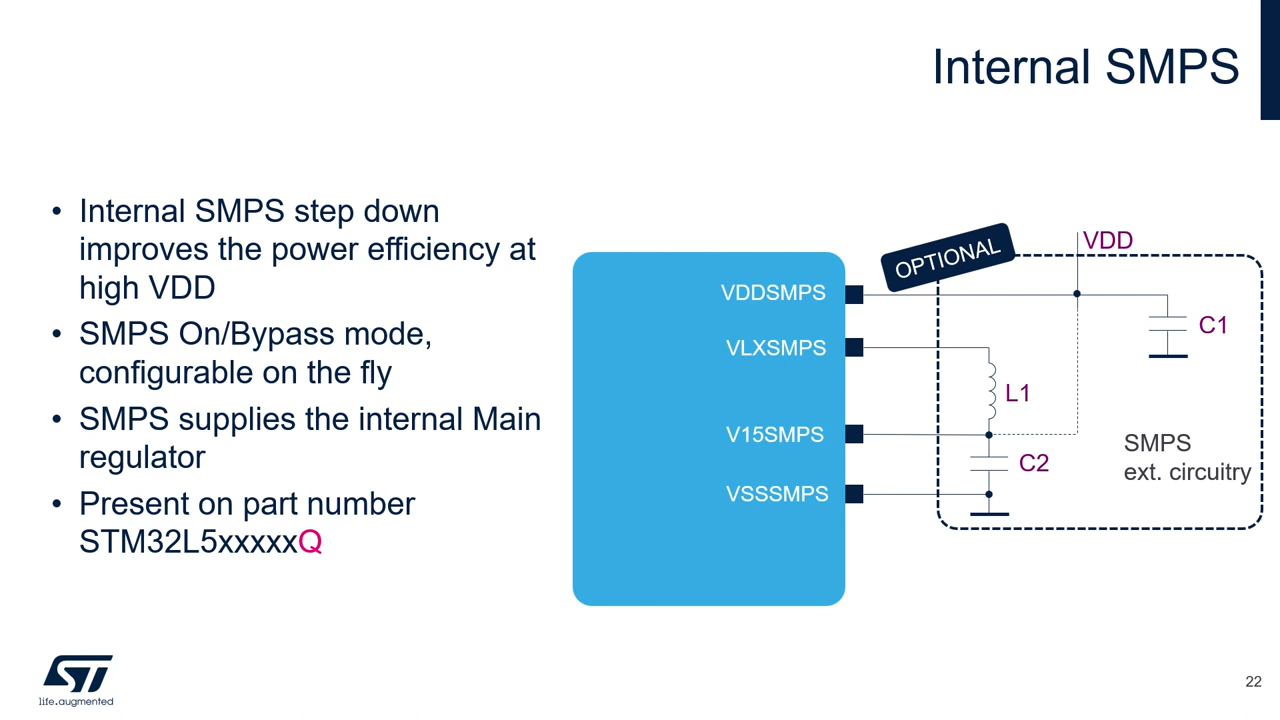 Internal SMPS
• Internal SMPS step down
improves the power efficiency at
high VDD
• SMPS On/Bypass mode,
configurable on the fly
• SMPS supplies the internal Main
regulator
• Present on part number
STM32L5xxxxxQ
OPTIONAL
VDD
VDDSMPS
C1
VLXSMPS
L1
V15SMPS
C2
SMPS
ext. circuitry
VSSSMPS
ST
life.augmented
22